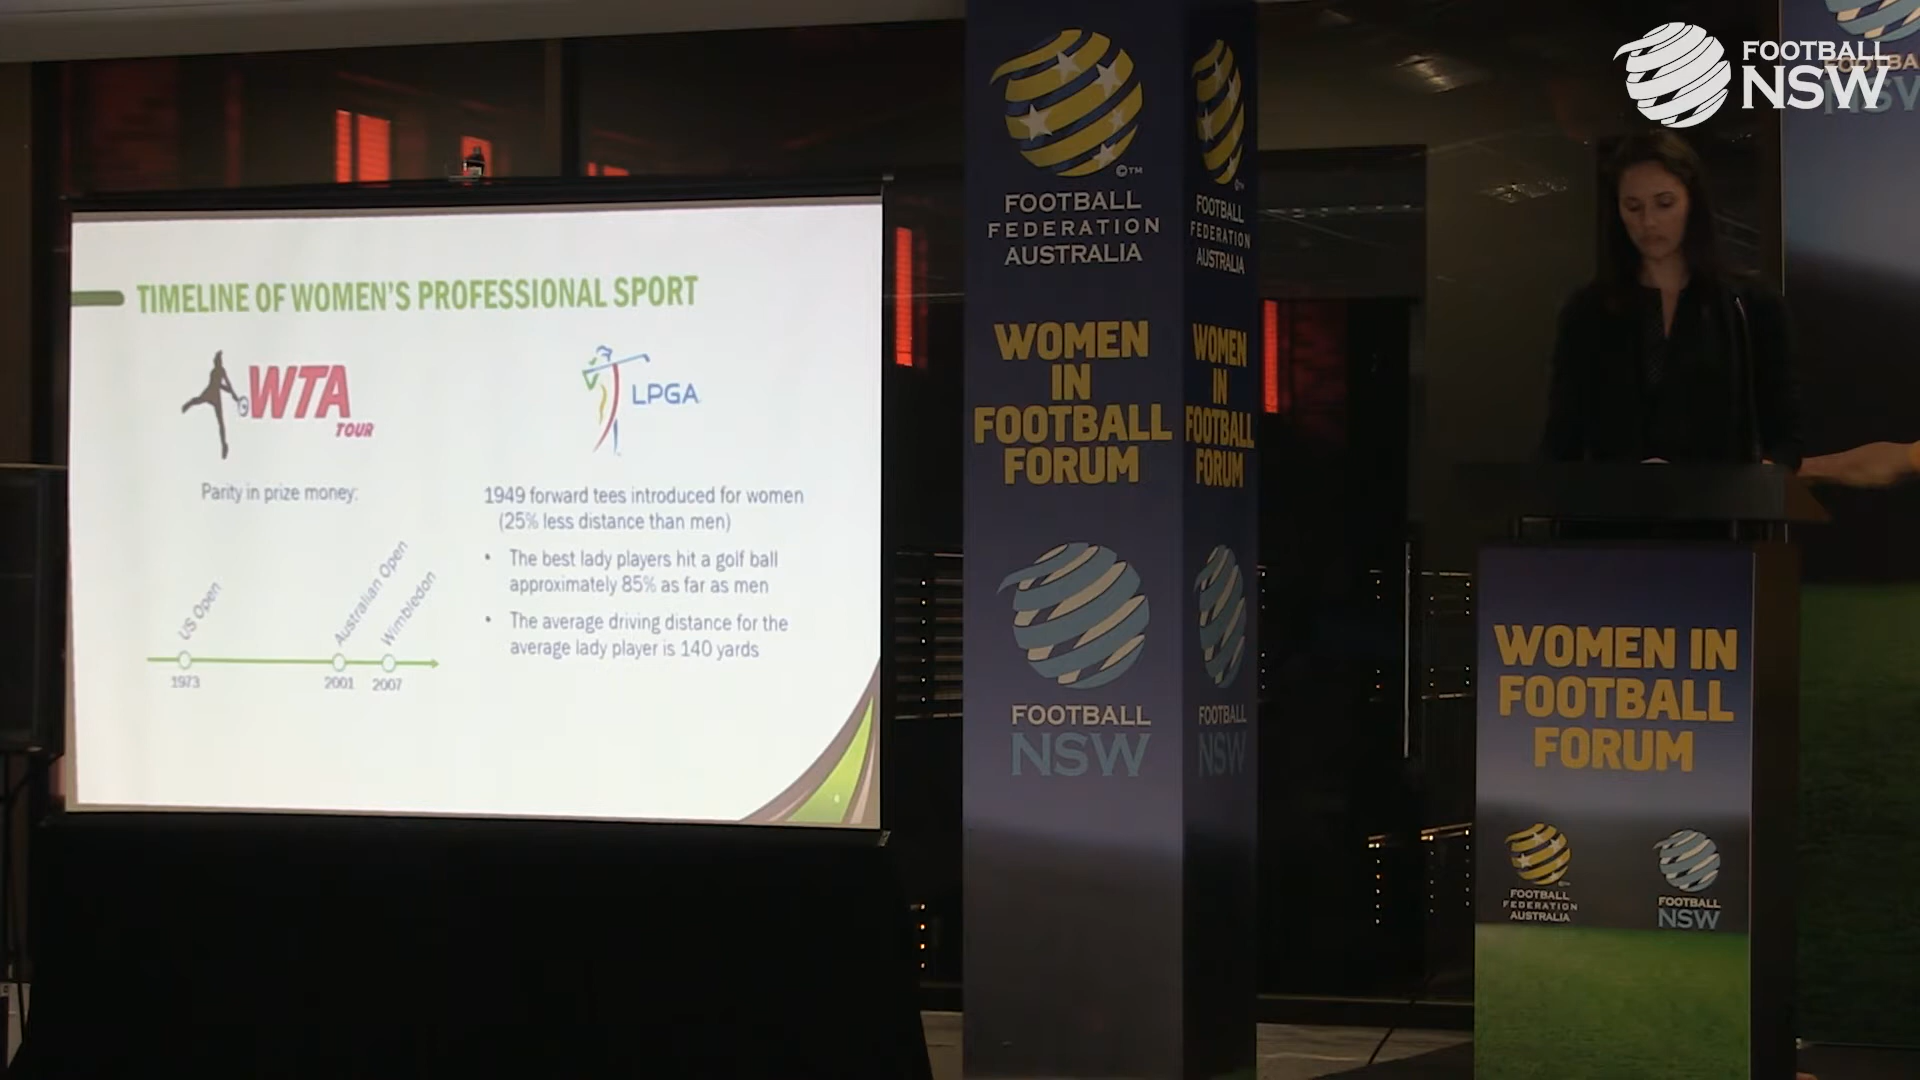 TIMELINE OF WOMEN'S PROFESSIONAL SPORT
WTA
TOUR
Parity in prize money:
US Open
Australian Open
Wimbledon
1973
2001
2007
LPGA
1949 forward tees introduced for women
(25% less distance than men)
• The best lady players hit a golf ball
approximately 85% as far as men
• The average driving distance for the
average lady player is 140 yards
©™
FOOTBALL
FEDERATION
AUSTRALIA
WOMEN
IN
FOOTBALL
FORUM
FOOTBALL
NSW
FOOTBALL
FEDERATION
AUSTRALIA
WOMEN
IN
FOOTBALL
FORUM
FOOTBALL
NSW
FOOTBALL
NSW
WOMEN IN
FOOTBALL
FORUM
FOOTBALL
FEDERATION
AUSTRALIA
FOOTBALL
NSW